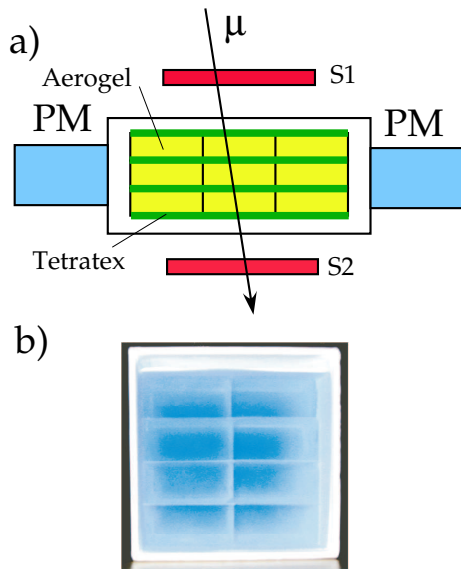 a)
μ
S1
Aerogel
PM
PM
Tetratex
S2
b)